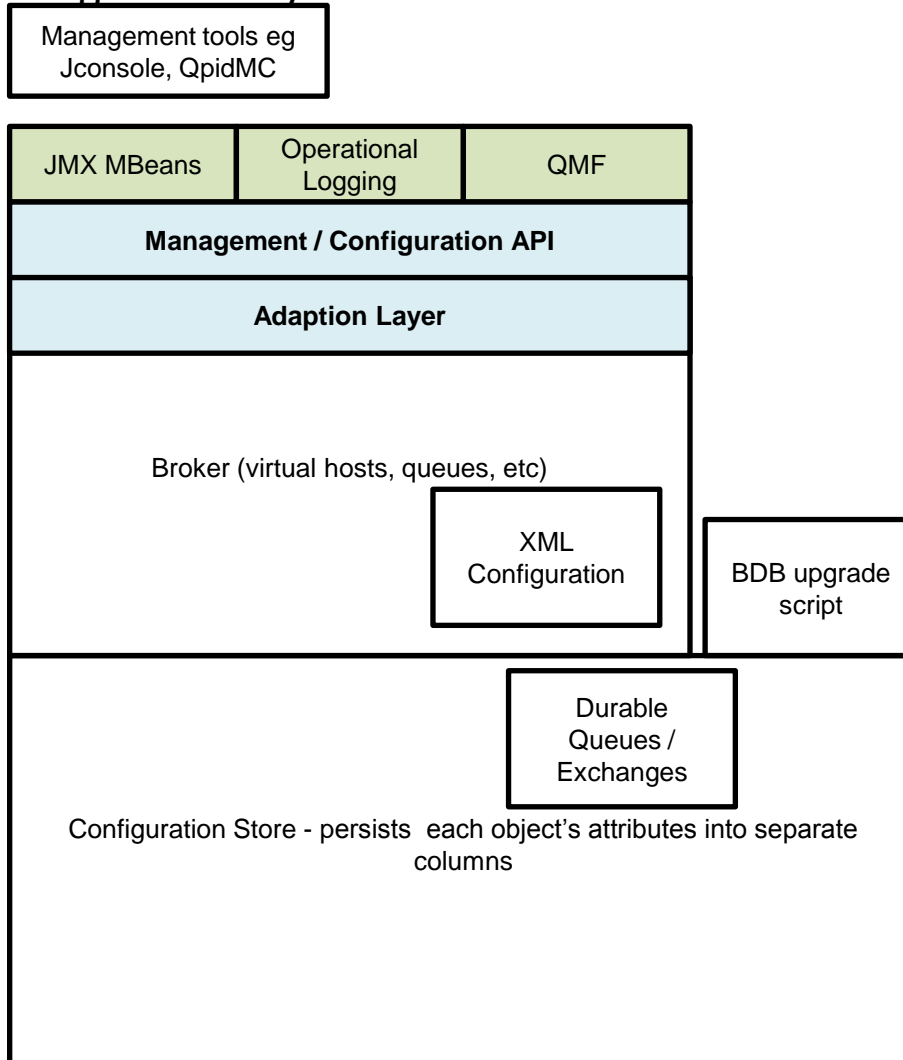 Management tools eg
Jconsole, QpidMC
JMX MBeans
Operational
Logging
QMF
Management / Configuration API
Adaption Layer
Broker (virtual hosts, queues, etc)
XML
Configuration
BDB upgrade
script
Durable
Queues /
Exchanges
Configuration Store - persists  each object’s attributes into separate
columns